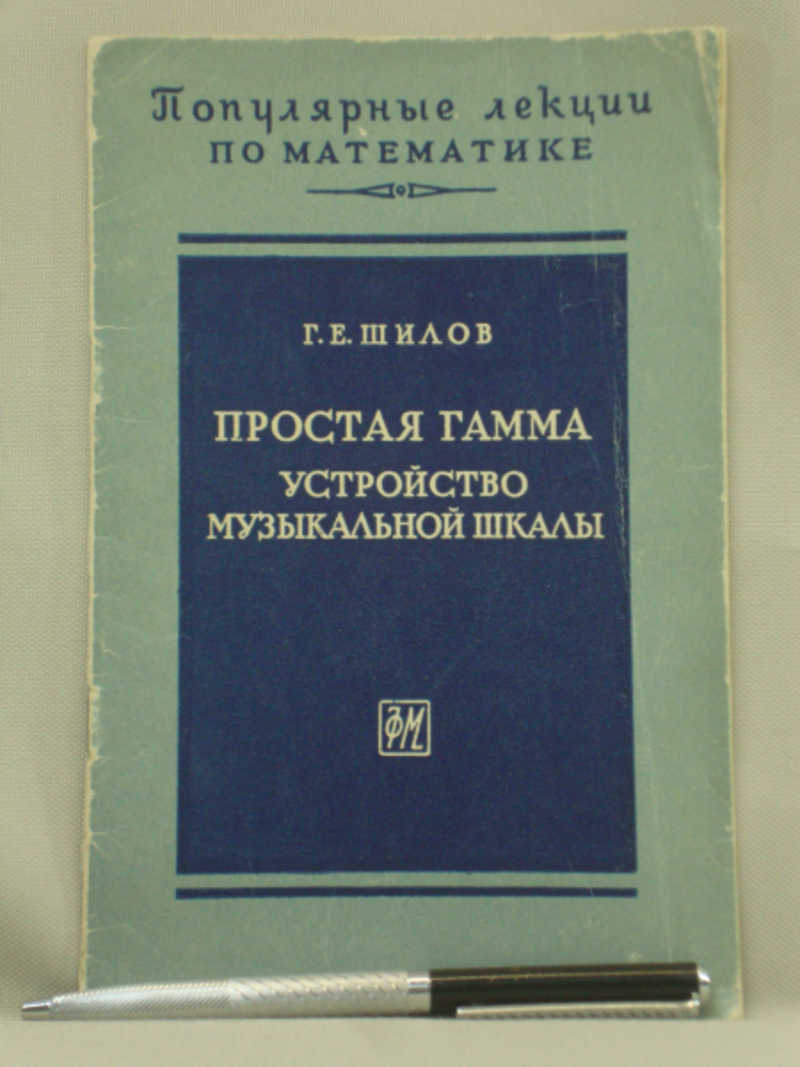 Популярные лекции
ПО МАТЕМАТИКЕ
Г. Е. ШИЛОВ
ПРОСТАЯ ГАММА
УСТРОЙСТВО
МУЗЫКАЛЬНОЙ ШКАЛЫ
ФМ